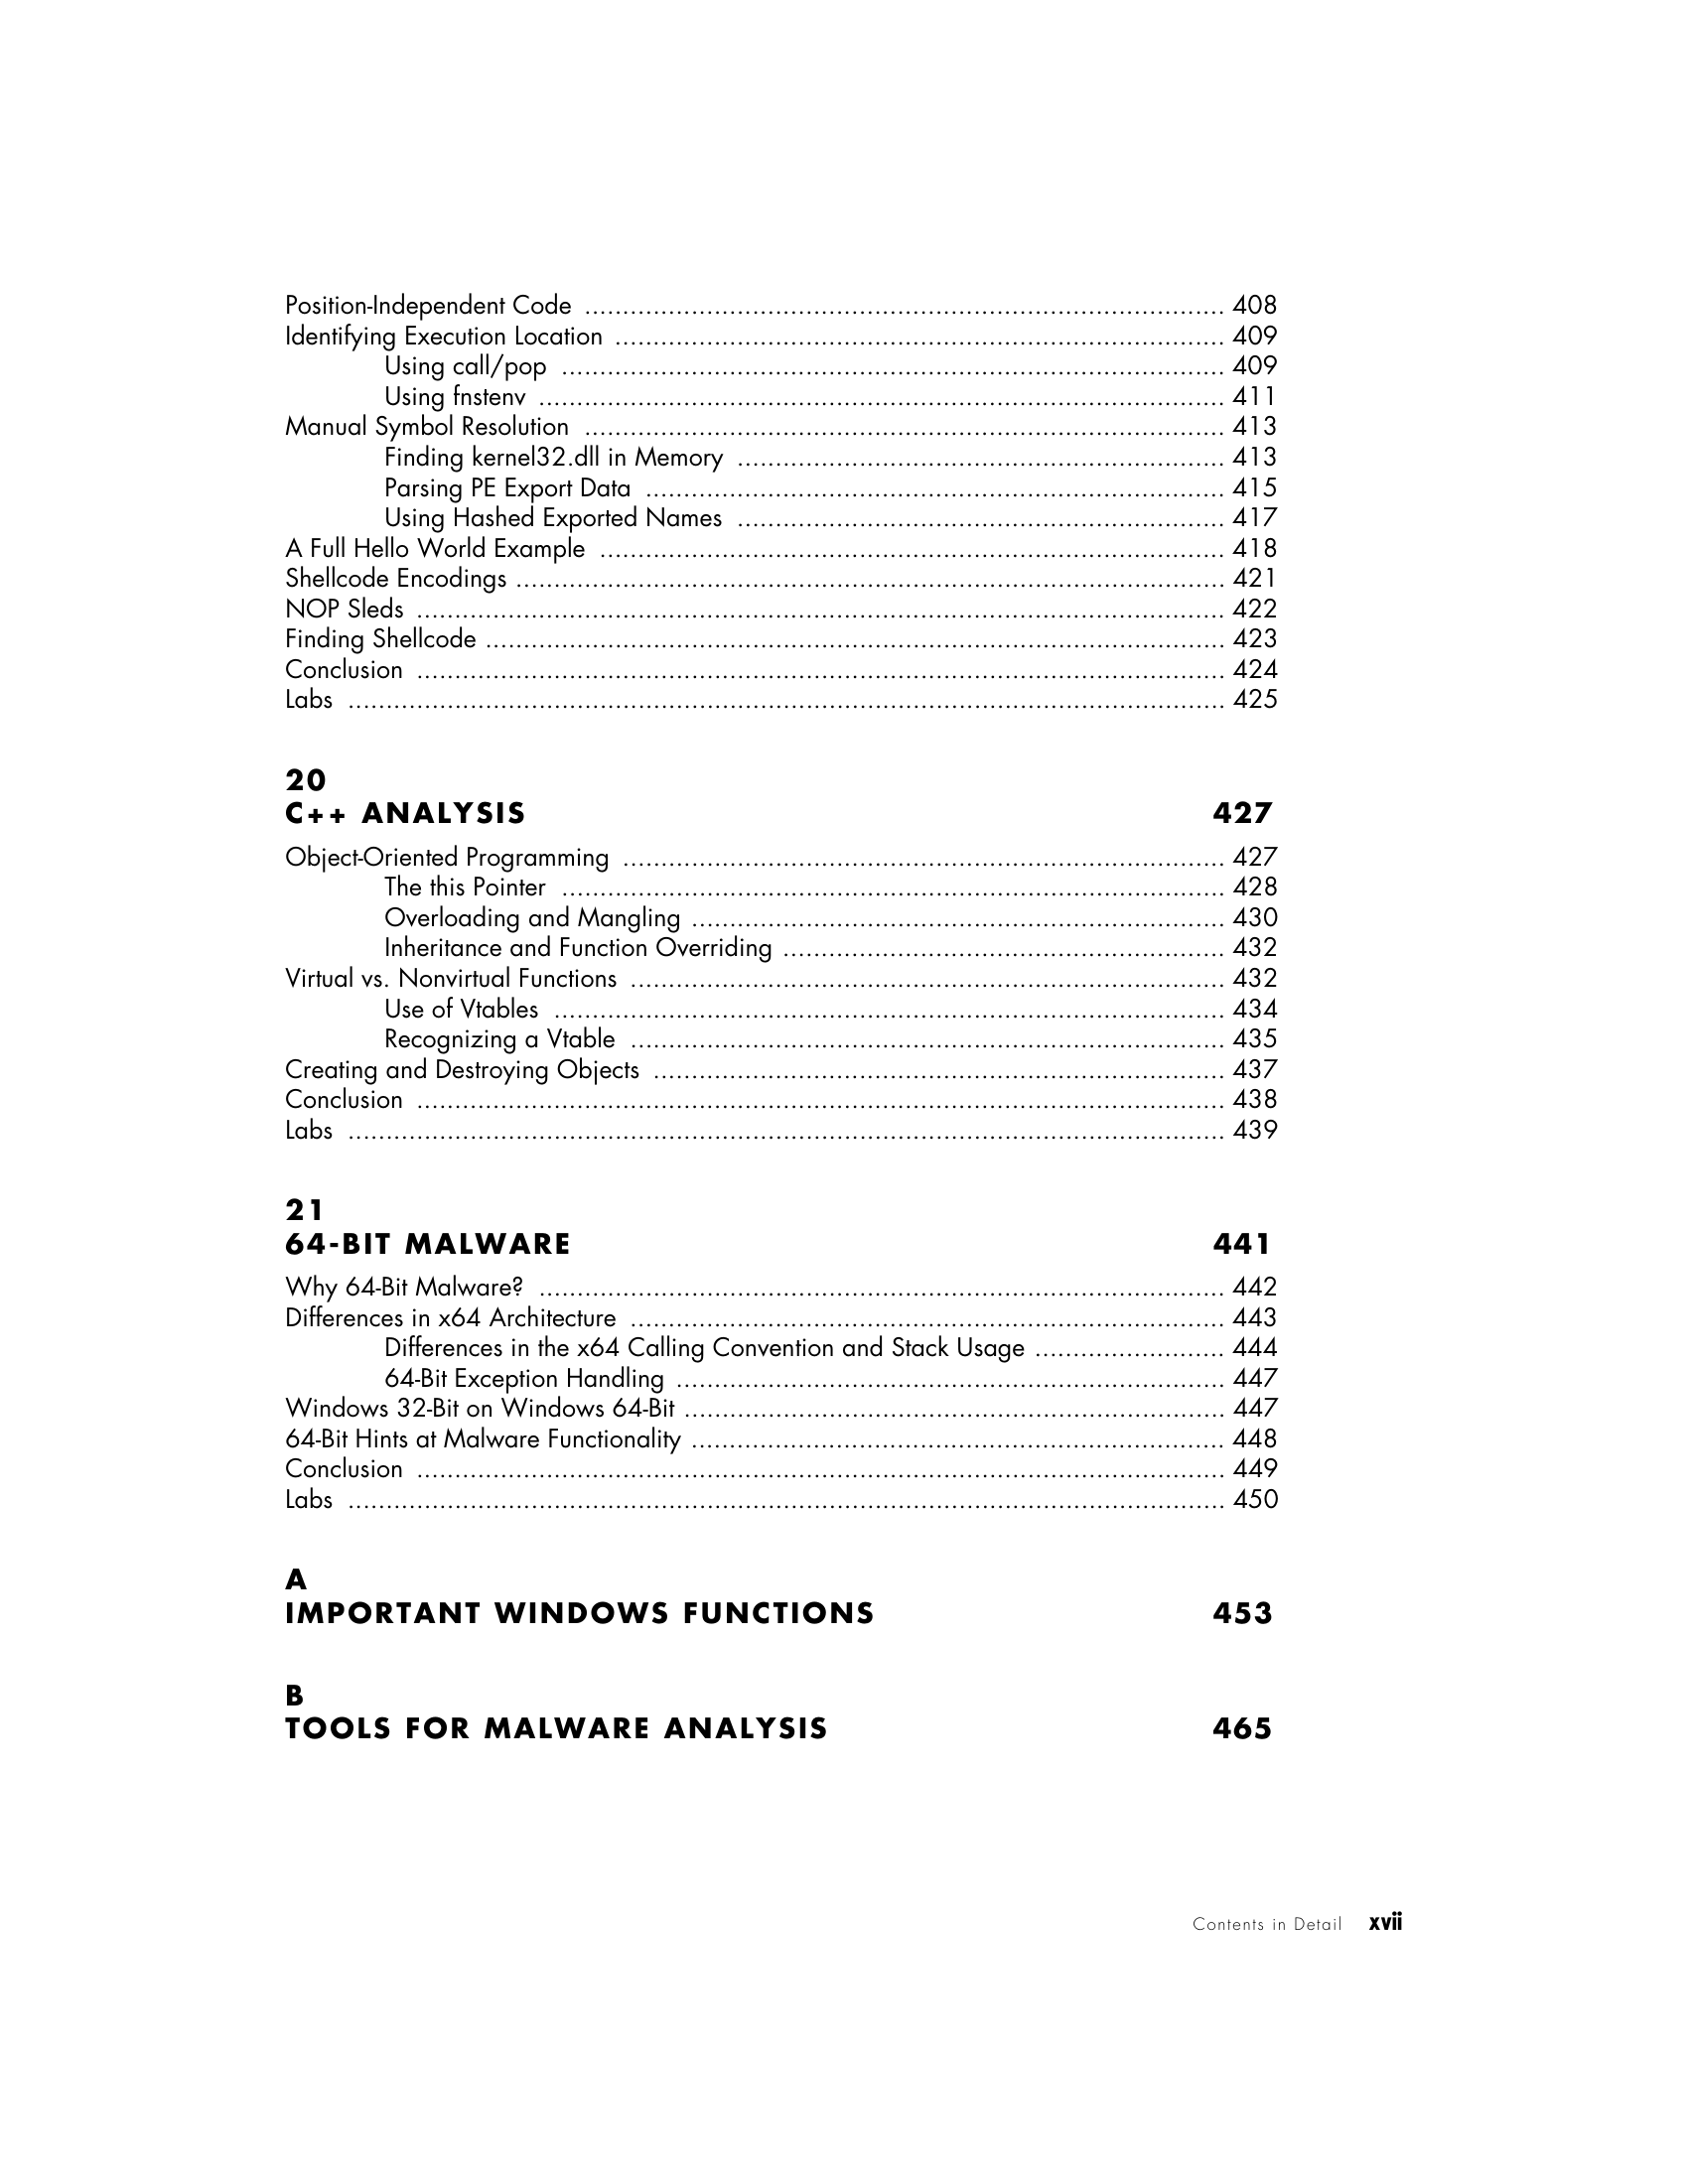 Position-Independent Code ........ 408
Identifying Execution Location ........ 409
Using call/pop ........ 409
Using fnstenv ........ 411
Manual Symbol Resolution ........ 413
Finding kernel32.dll in Memory ........ 413
Parsing PE Export Data ........ 415
Using Hashed Exported Names ........ 417
A Full Hello World Example ........ 418
Shellcode Encodings ........ 421
NOP Sleds ........ 422
Finding Shellcode ........ 423
Conclusion ........ 424
Labs ........ 425
20
C++ ANALYSIS 427
Object-Oriented Programming ........ 427
The this Pointer ........ 428
Overloading and Mangling ........ 430
Inheritance and Function Overriding ........ 432
Virtual vs. Nonvirtual Functions ........ 432
Use of Vtables ........ 434
Recognizing a Vtable ........ 435
Creating and Destroying Objects ........ 437
Conclusion ........ 438
Labs ........ 439
21
64-BIT MALWARE 441
Why 64-Bit Malware? ........ 442
Differences in x64 Architecture ........ 443
Differences in the x64 Calling Convention and Stack Usage ........ 444
64-Bit Exception Handling ........ 447
Windows 32-Bit on Windows 64-Bit ........ 447
64-Bit Hints at Malware Functionality ........ 448
Conclusion ........ 449
Labs ........ 450
A
IMPORTANT WINDOWS FUNCTIONS 453
B
TOOLS FOR MALWARE ANALYSIS 465
Contents in Detail xvii